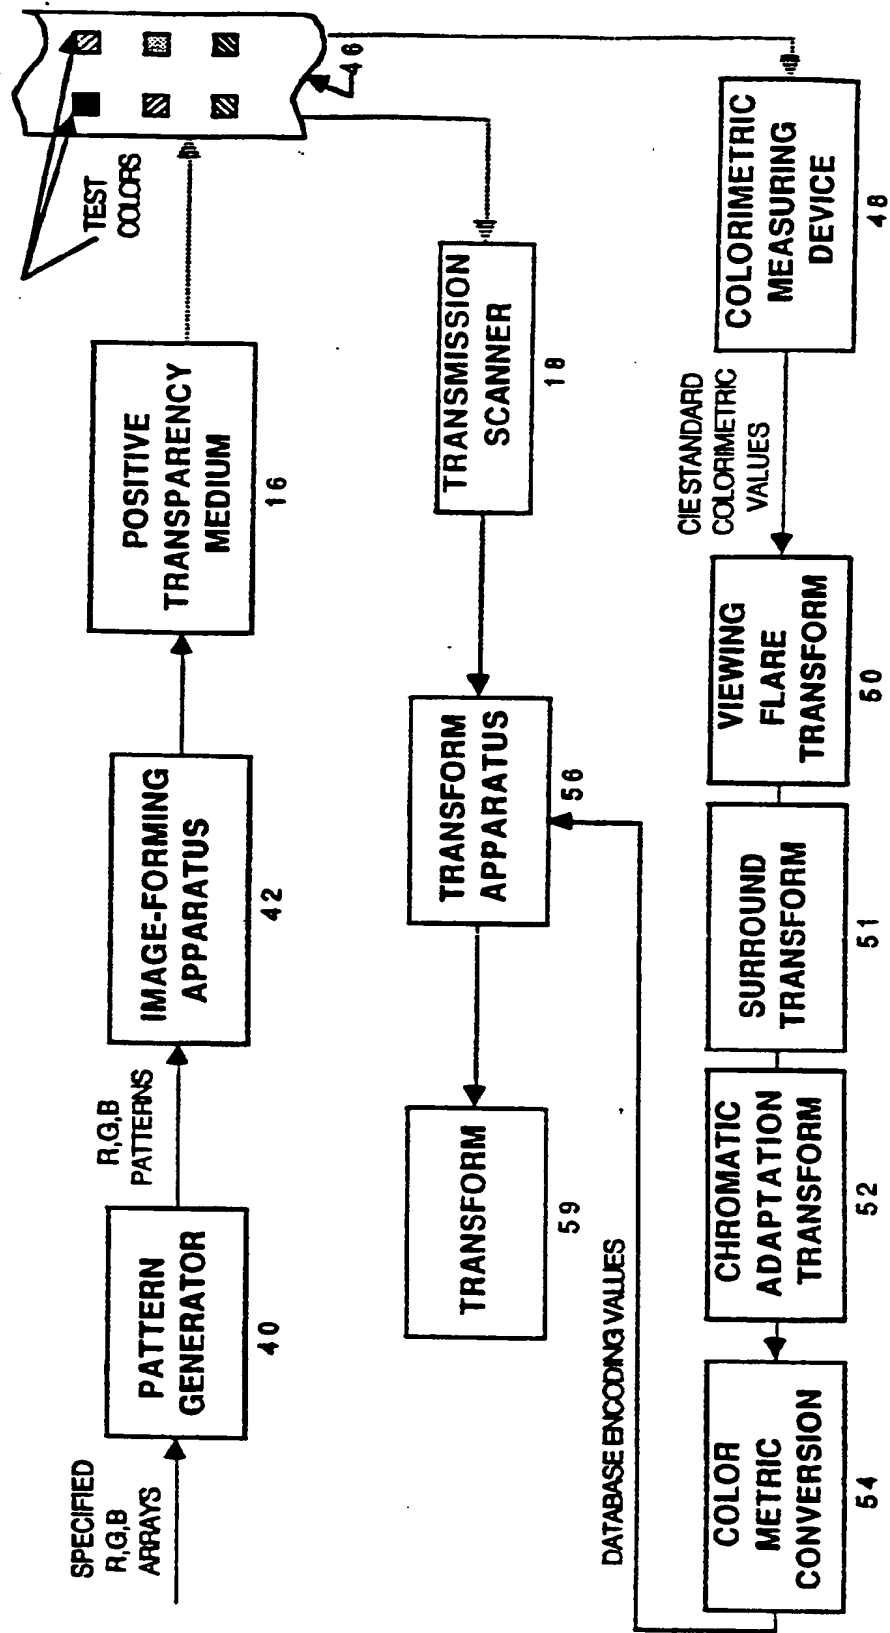 SPECIFIED
R,G,B
ARRAYS
PATTERN
GENERATOR
40
R,G,B
PATTERNS
IMAGE-FORMING
APPARATUS
42
POSITIVE
TRANSPARENCY
MEDIUM
16
TEST
COLORS
46
TRANSMISSION
SCANNER
18
TRANSFORM
APPARATUS
56
TRANSFORM
59
DATABASE ENCODING VALUES
COLORIMETRIC
MEASURING
DEVICE
48
CIE STANDARD
COLORIMETRIC
VALUES
VIEWING
FLARE
TRANSFORM
50
SURROUND
TRANSFORM
51
CHROMATIC
ADAPTATION
TRANSFORM
52
COLOR
METRIC
CONVERSION
54